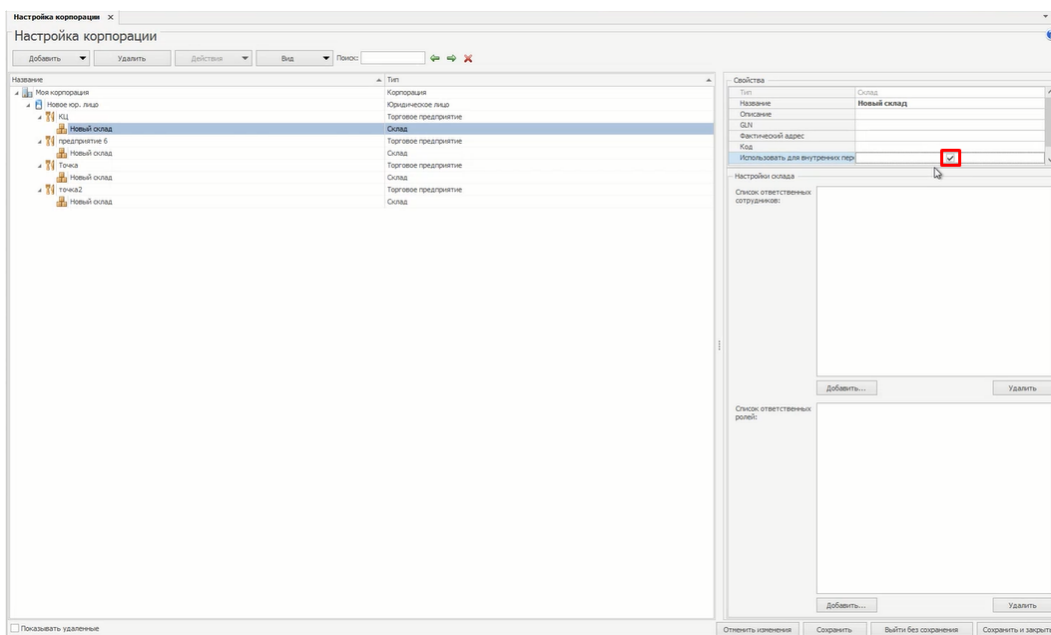 Настройка корпорации
Настройка корпорации
Добавить Удалить Действия Вид Поиск:
Название Тип
Моя корпорация Корпорация
Новое юр. лицо Юридическое лицо
КЦ Торговое предприятие
Новый склад Склад
предприятие 6 Торговое предприятие
Новый склад Склад
Точка Торговое предприятие
Новый склад Склад
точка2 Торговое предприятие
Новый склад Склад
Показывать удаленные
Свойства
Тип Склад
Название Новый склад
Описание
GLN
Фактический адрес
Код
Использовать для внутренних пер
Настройки склада
Список ответственных
сотрудников:
Добавить... Удалить
Список ответственных
ролей:
Добавить... Удалить
Отменить изменения Сохранить Выйти без сохранения Сохранить и закрыть